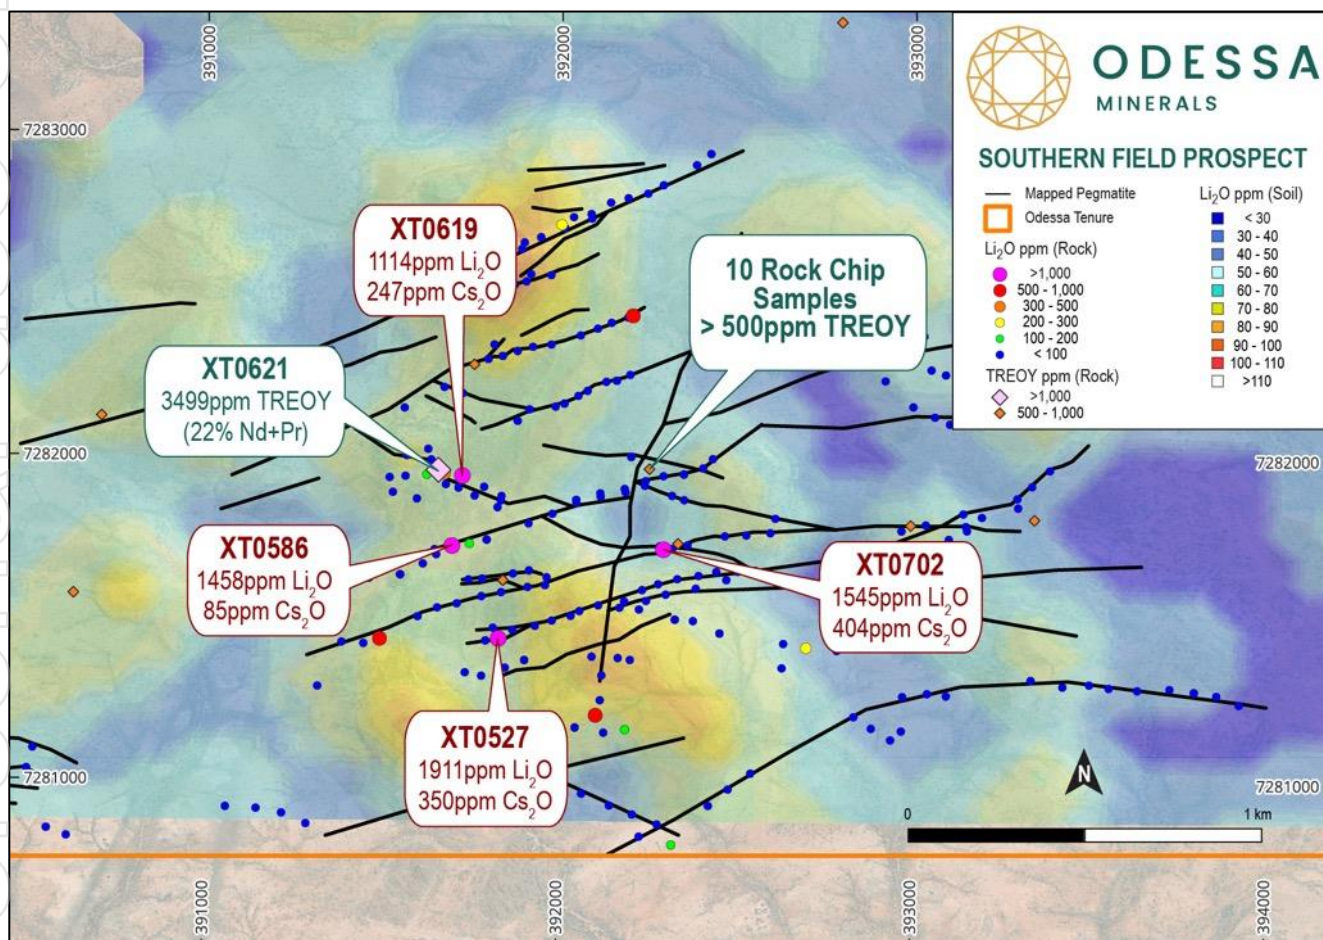 391000
392000
393000
ODESSA
MINERALS
SOUTHERN FIELD PROSPECT
Mapped Pegmatite
Odessa Tenure
Li₂O ppm (Rock)
>1,000
500 - 1,000
300 - 500
200 - 300
100 - 200
< 100
TREOY ppm (Rock)
>1,000
500 - 1,000
Li₂O ppm (Soil)
< 30
30 - 40
40 - 50
50 - 60
60 - 70
70 - 80
80 - 90
90 - 100
100 - 110
>110
7283000
XT0619
1114ppm Li₂O
247ppm Cs₂O
10 Rock Chip
Samples
> 500ppm TREOY
XT0621
3499ppm TREOY
(22% Nd+Pr)
7282000
7282000
XT0586
1458ppm Li₂O
85ppm Cs₂O
XT0702
1545ppm Li₂O
404ppm Cs₂O
XT0527
1911ppm Li₂O
350ppm Cs₂O
7281000
7281000
N
0
1 km
391000
392000
393000
394000